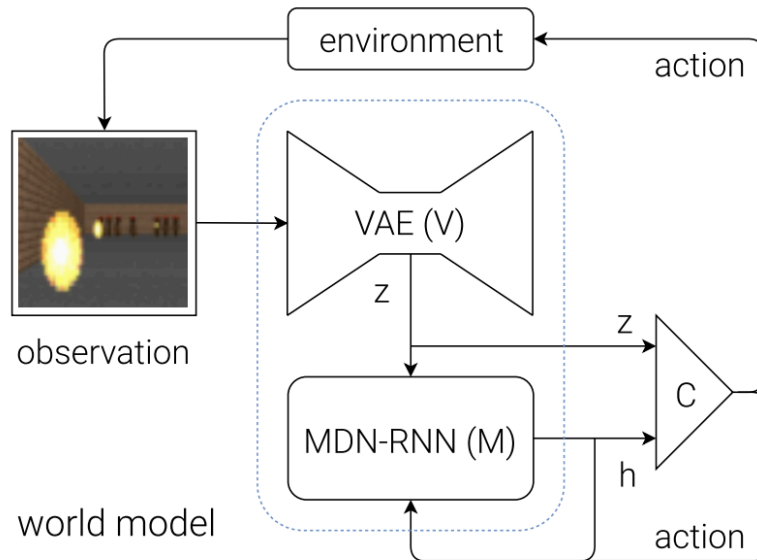 environment
action
VAE (V)
z
observation
z
C
MDN-RNN (M)
h
world model
action